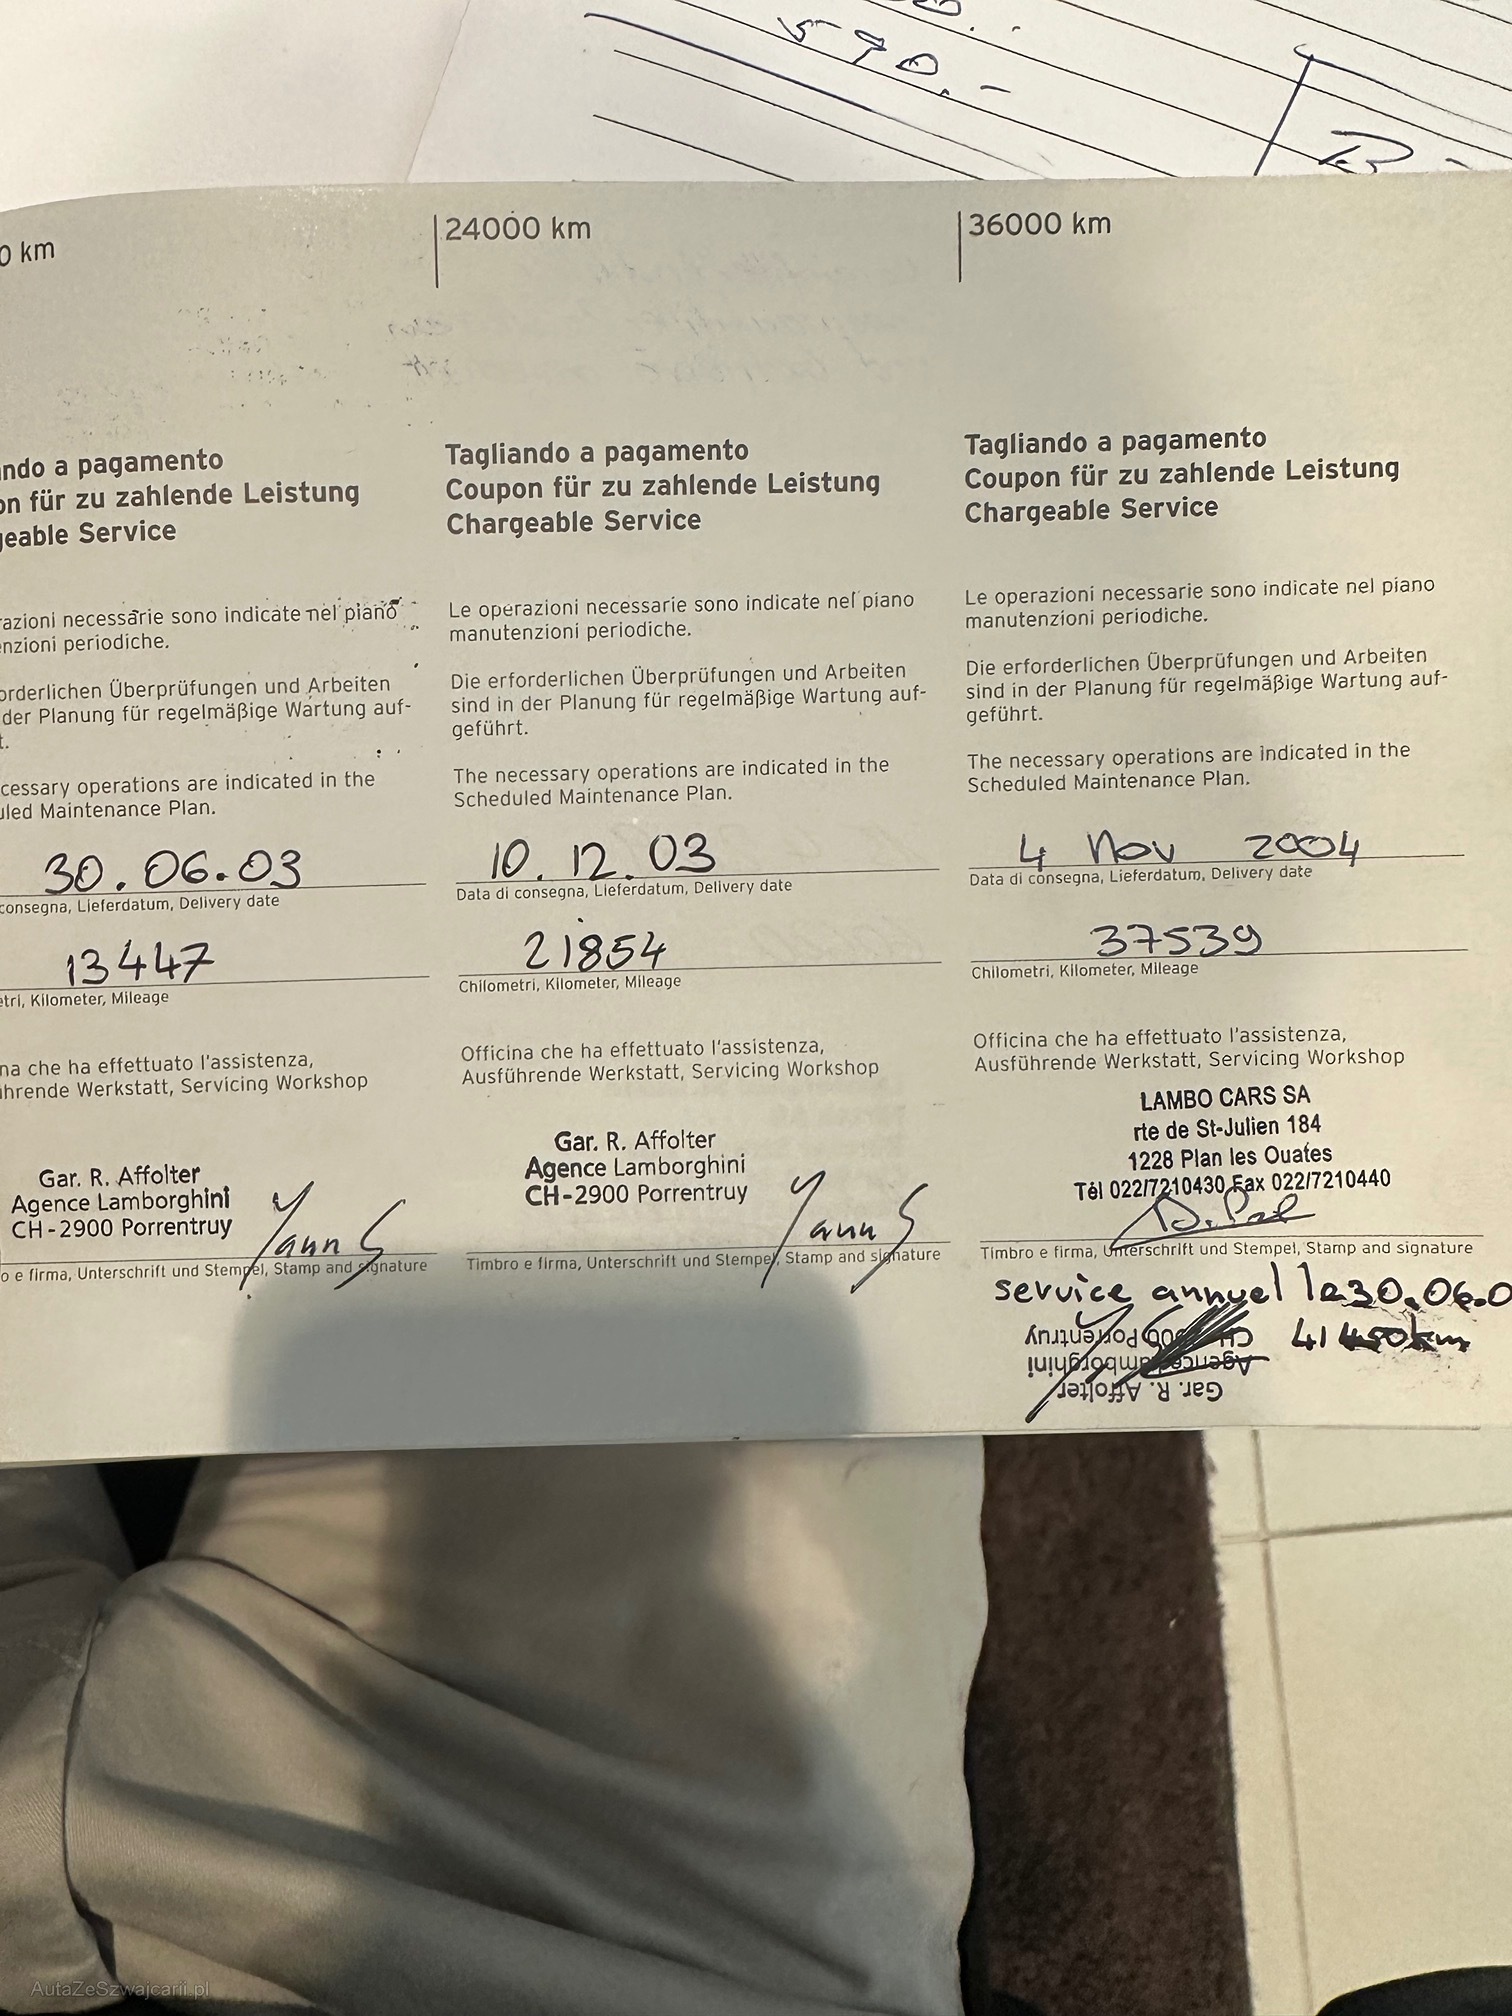 590.-
0 km
ando a pagamento
on für zu zahlende Leistung
geable Service
razioni necessarie sono indicate nel piano
enzioni periodiche.
orderlichen Überprüfungen und Arbeiten
der Planung für regelmäßige Wartung auf-
t.
cessary operations are indicated in the
uled Maintenance Plan.
30.06.03
consegna, Lieferdatum, Delivery date
13447
etri, Kilometer, Mileage
na che ha effettuato l'assistenza,
ührende Werkstatt, Servicing Workshop
Gar. R. Affolter
Agence Lamborghini
CH-2900 Porrentruy
Yann S
o e firma, Unterschrift und Stempel, Stamp and signature
24000 km
Tagliando a pagamento
Coupon für zu zahlende Leistung
Chargeable Service
Le operazioni necessarie sono indicate nel piano
manutenzioni periodiche.
Die erforderlichen Überprüfungen und Arbeiten
sind in der Planung für regelmäßige Wartung auf-
geführt.
The necessary operations are indicated in the
Scheduled Maintenance Plan.
10.12.03
Data di consegna, Lieferdatum, Delivery date
21854
Chilometri, Kilometer, Mileage
Officina che ha effettuato l'assistenza,
Ausführende Werkstatt, Servicing Workshop
Gar. R. Affolter
Agence Lamborghini
CH-2900 Porrentruy
Yann S
Timbro e firma, Unterschrift und Stempel, Stamp and signature
36000 km
Tagliando a pagamento
Coupon für zu zahlende Leistung
Chargeable Service
Le operazioni necessarie sono indicate nel piano
manutenzioni periodiche.
Die erforderlichen Überprüfungen und Arbeiten
sind in der Planung für regelmäßige Wartung auf-
geführt.
The necessary operations are indicated in the
Scheduled Maintenance Plan.
4 Nov 2004
Data di consegna, Lieferdatum, Delivery date
37539
Chilometri, Kilometer, Mileage
Officina che ha effettuato l'assistenza,
Ausführende Werkstatt, Servicing Workshop
LAMBO CARS SA
rte de St-Julien 184
1228 Plan les Ouates
Tél 022/7210430 Fax 022/7210440
Timbro e firma, Unterschrift und Stempel, Stamp and signature
service annuel le 30.06.0
41450km
Gar. R. Affolter
Agence Lamborghini
Porrentruy
AutaZeSzwajcarii.pl